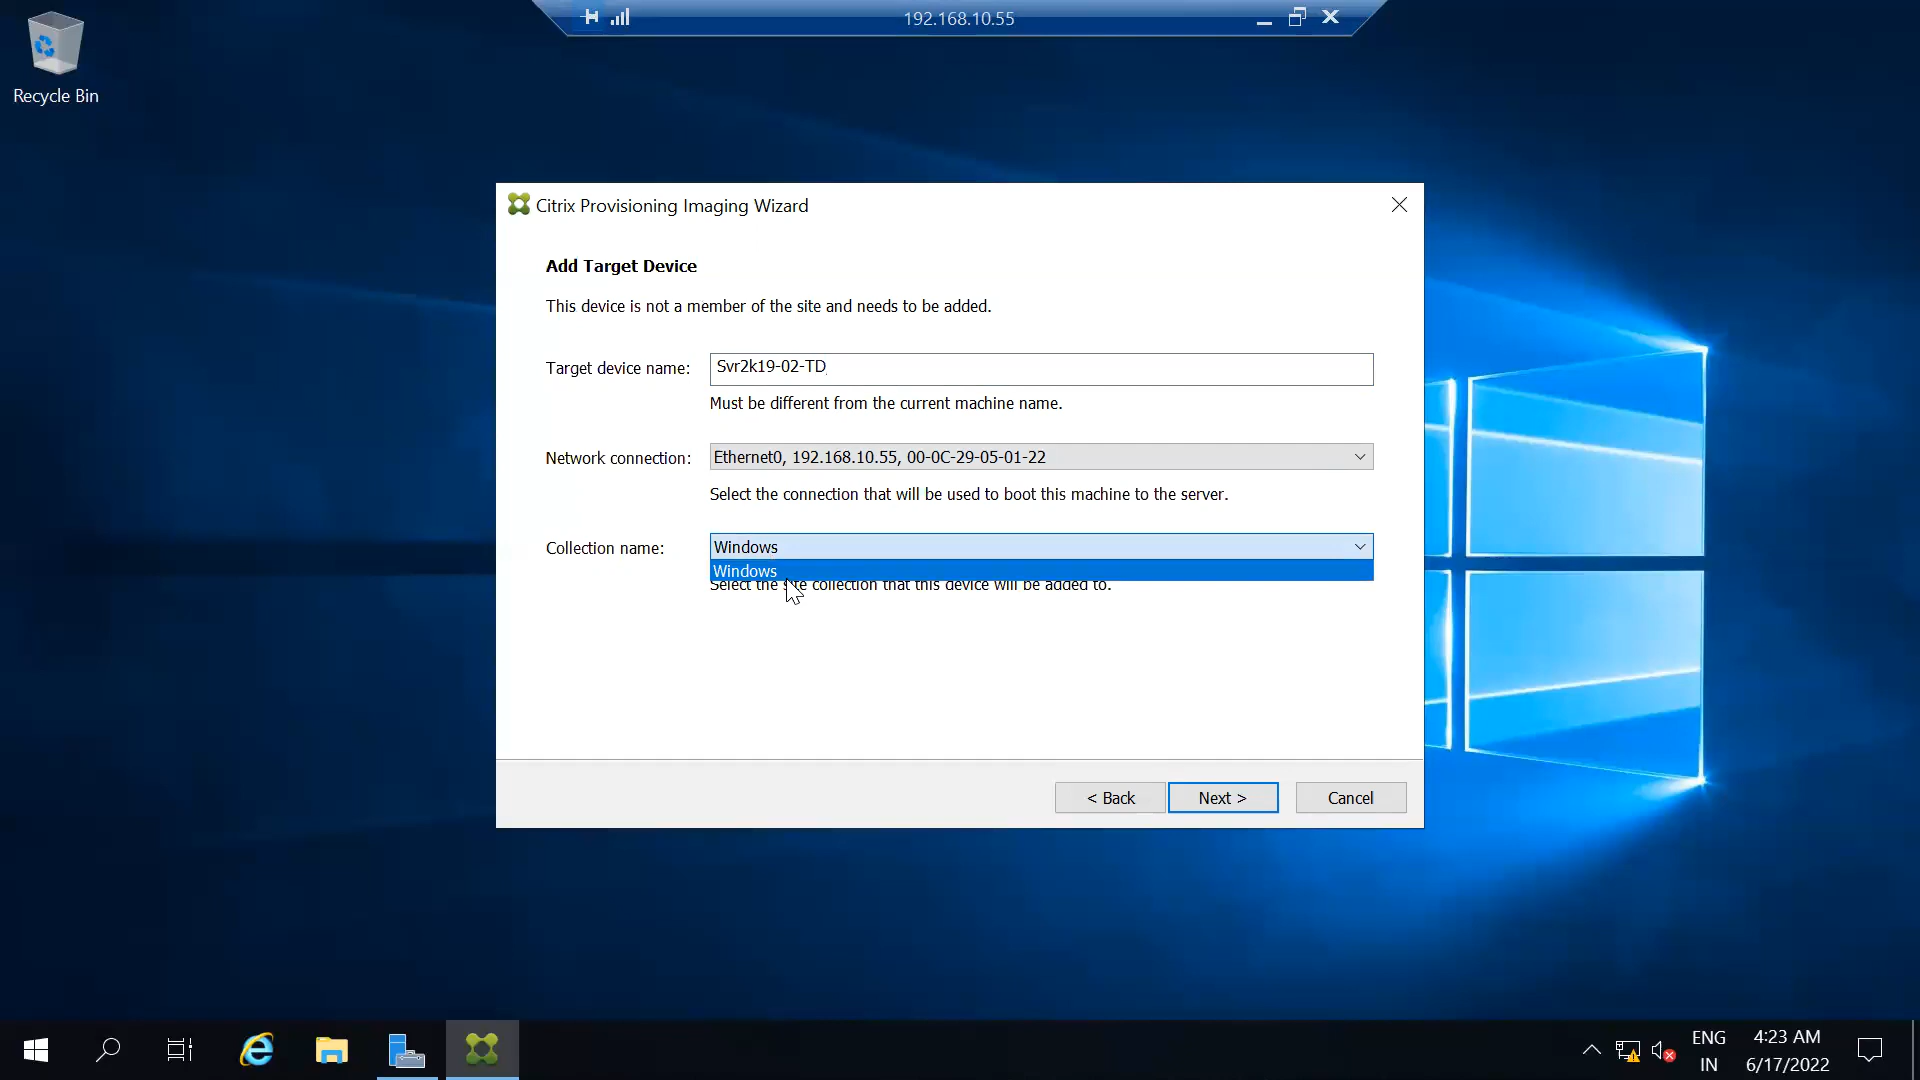 192.168.10.55
Recycle Bin
Citrix Provisioning Imaging Wizard
Add Target Device
This device is not a member of the site and needs to be added.
Target device name: Svr2k19-02-TD
Must be different from the current machine name.
Network connection: Ethernet0, 192.168.10.55, 00-0C-29-05-01-22
Select the connection that will be used to boot this machine to the server.
Collection name: Windows
Windows
Select the site collection that this device will be added to.
< Back Next > Cancel
ENG 4:23 AM
IN 6/17/2022